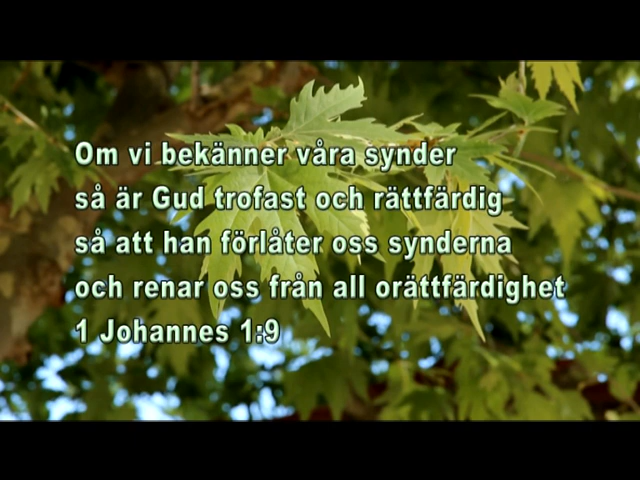 Om vi bekänner våra synder
så är Gud trofast och rättfärdig
så att han förlåter oss synderna
och renar oss från all orättfärdighet
1 Johannes 1:9